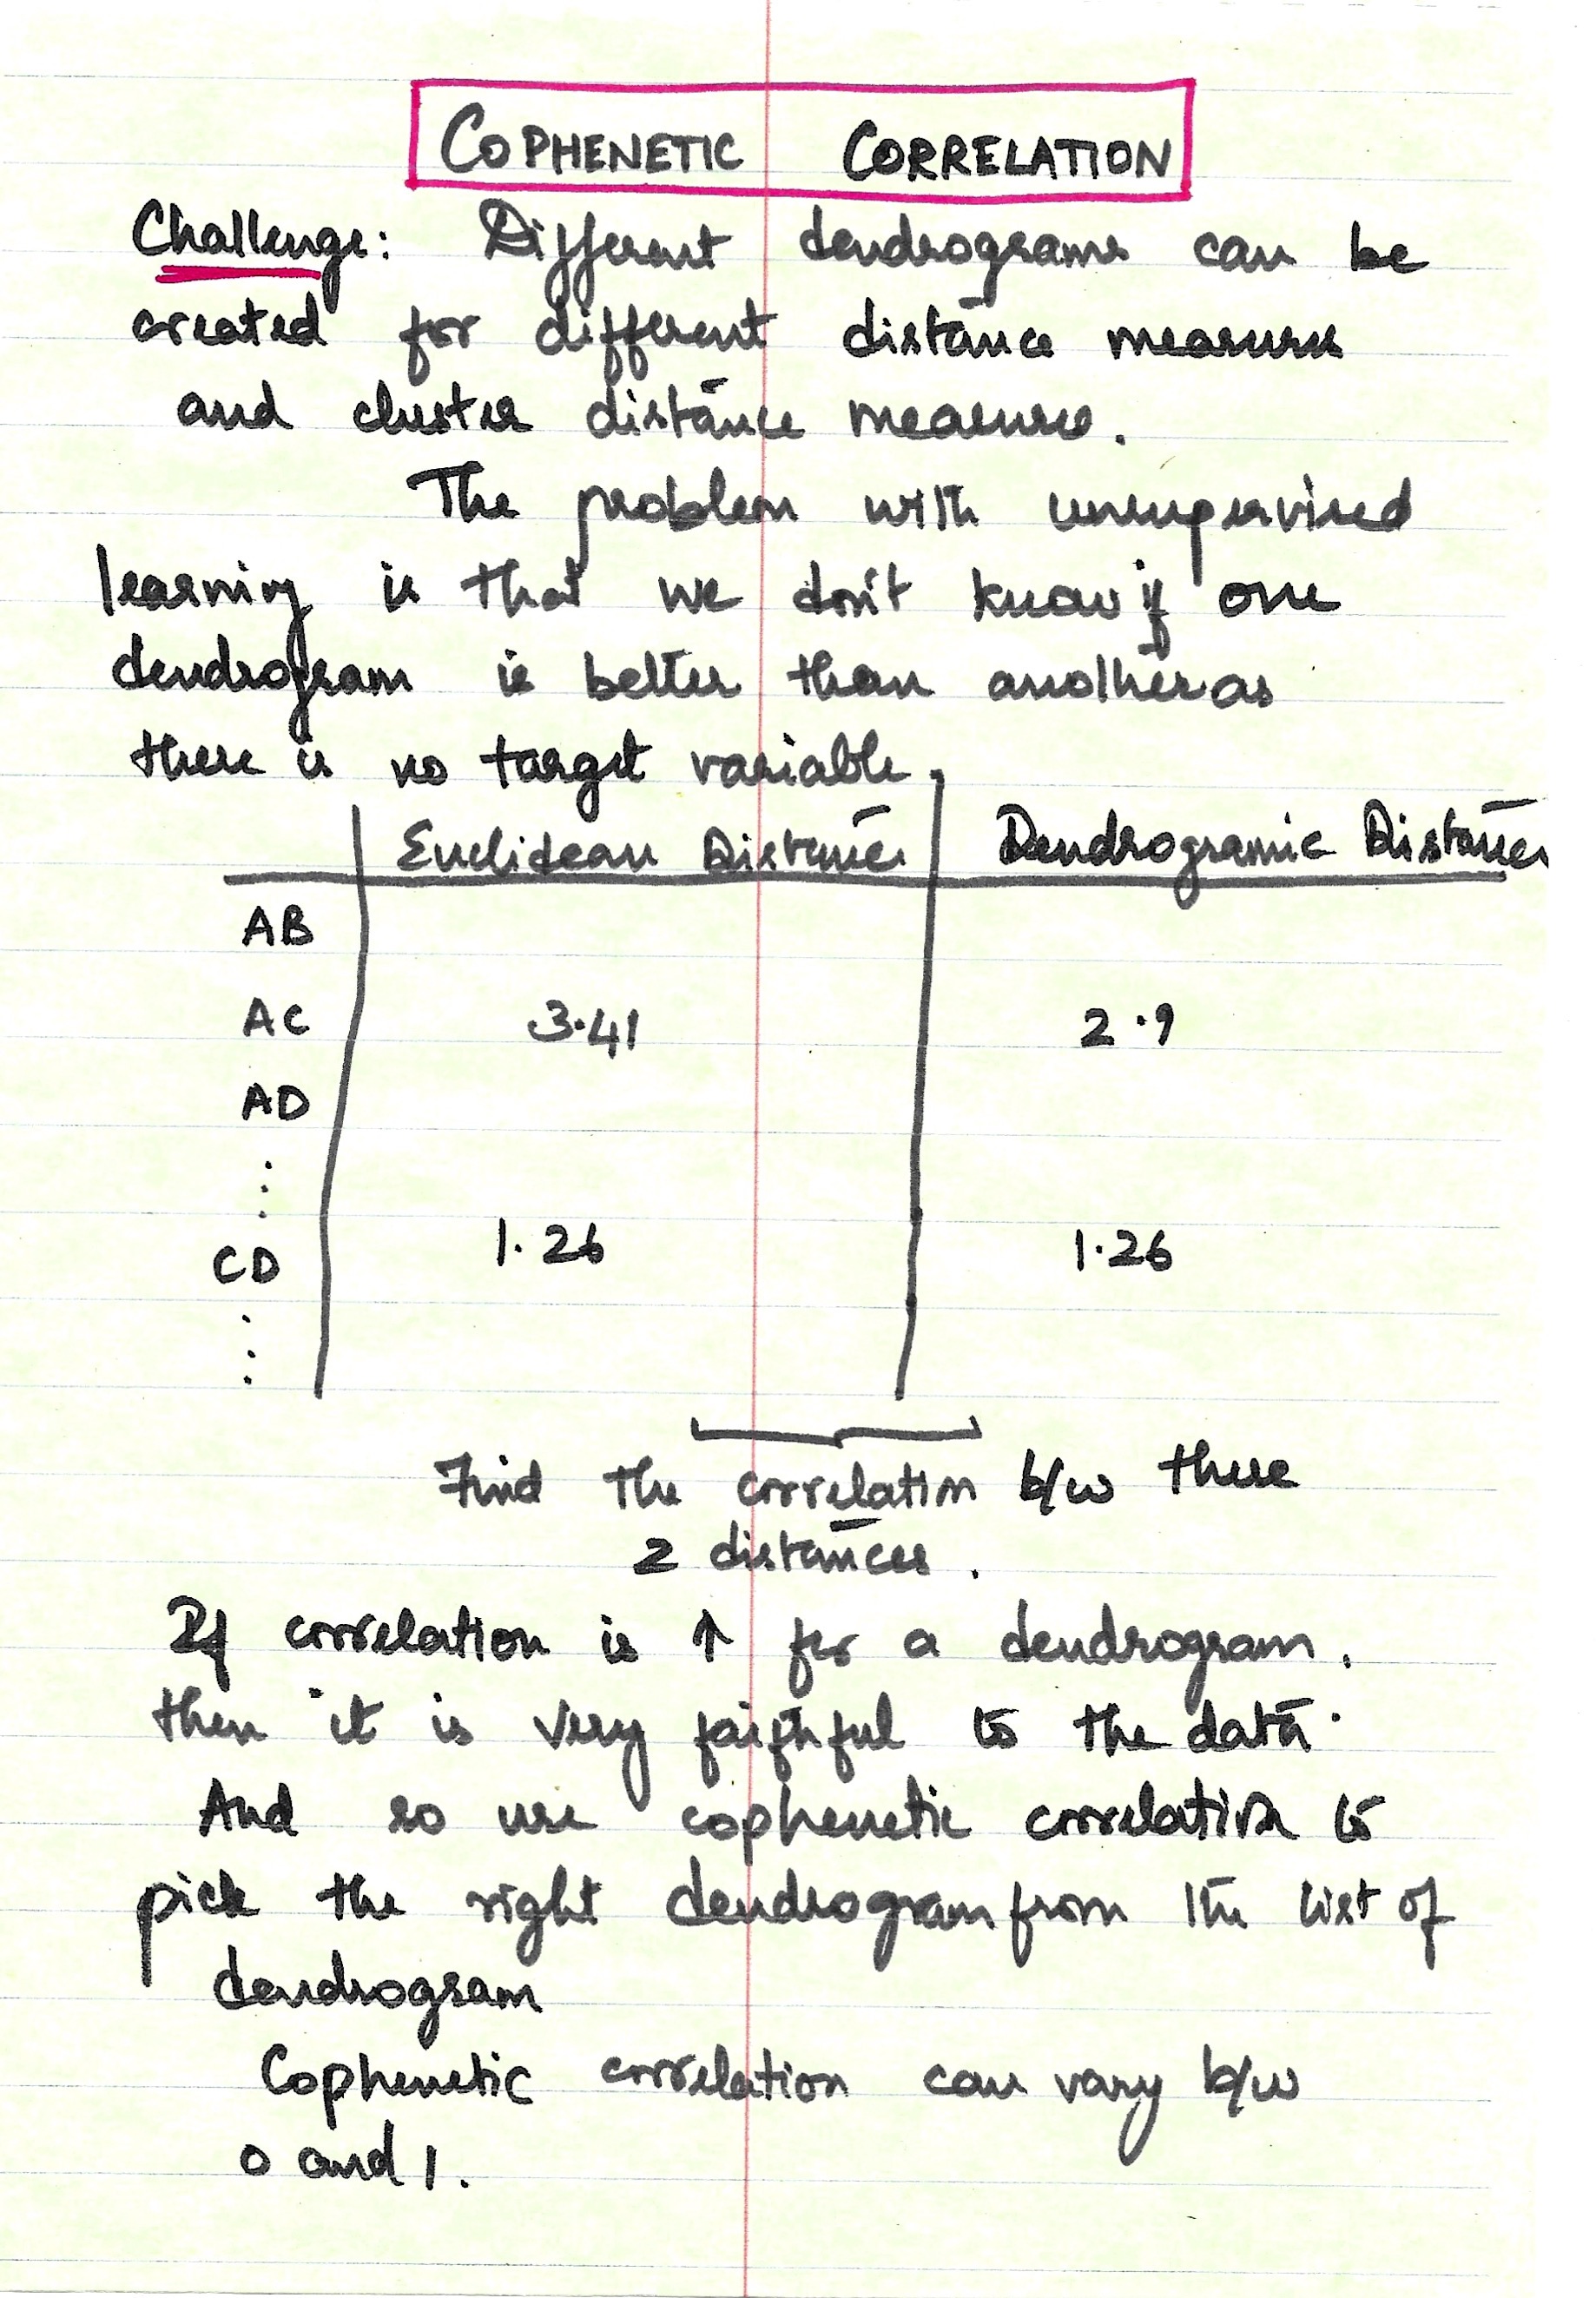 COPHENETIC CORRELATION
Challenge: Different dendrograms can be
created for different distance measures
and cluster distance measures.
The problem with unsupervised
learning is that we don't know if one
dendrogram is better than another as
there is no target variable.
Euclidean Distance Dendrogramic Distance
AB
AC 3.41 2.9
AD
⋮
CD 1.26 1.26
⋮
Find the correlation b/w these
2 distances.
If correlation is ↑ for a dendrogram,
then it is very faithful to the data.
And so use cophenetic correlation to
pick the right dendrogram from the list of
dendrogram
Cophenetic correlation can vary b/w
0 and 1.